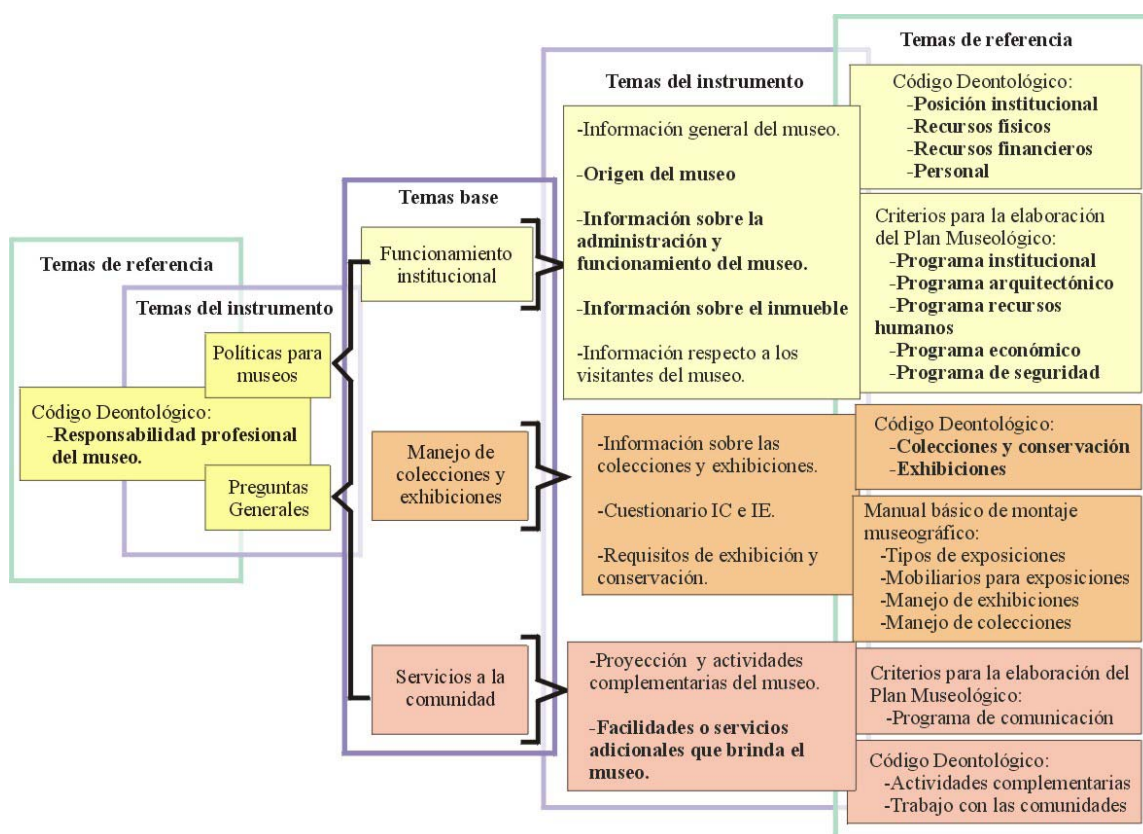 Temas de referencia
Temas del instrumento
Políticas para
museos
Código Deontológico:
-Responsabilidad profesional
del museo.
Preguntas
Generales
Temas base
Funcionamiento
institucional
Manejo de
colecciones y
exhibiciones
Servicios a la
comunidad
Temas del instrumento
-Información general del museo.
-Origen del museo
-Información sobre la
administración y
funcionamiento del museo.
-Información sobre el inmueble
-Información respecto a los
visitantes del museo.
-Información sobre las
colecciones y exhibiciones.
-Cuestionario IC e IE.
-Requisitos de exhibición y
conservación.
-Proyección y actividades
complementarias del museo.
-Facilidades o servicios
adicionales que brinda el
museo.
Temas de referencia
Código Deontológico:
-Posición institucional
-Recursos físicos
-Recursos financieros
-Personal
Criterios para la elaboración
del Plan Museológico:
-Programa institucional
-Programa arquitectónico
-Programa recursos
humanos
-Programa económico
-Programa de seguridad
Código Deontológico:
-Colecciones y conservación
-Exhibiciones
Manual básico de montaje
museográfico:
-Tipos de exposiciones
-Mobiliarios para exposiciones
-Manejo de exhibiciones
-Manejo de colecciones
Criterios para la elaboración del
Plan Museológico:
-Programa de comunicación
Código Deontológico:
-Actividades complementarias
-Trabajo con las comunidades